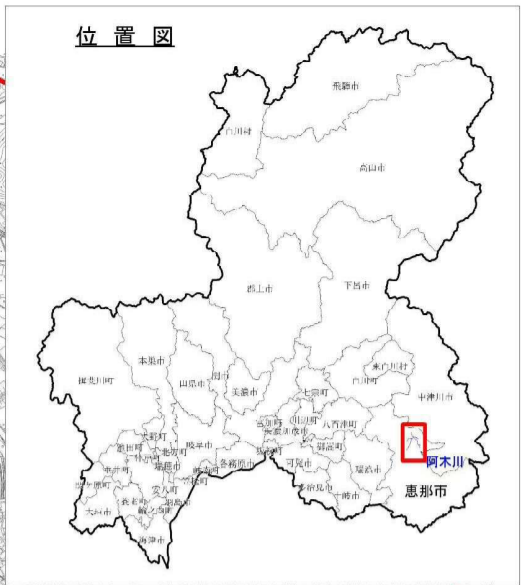 位置図
飛騨市
白川村
高山市
郡上市
下呂市
本巣市
揖斐川町
山県市
関市
美濃市
七宗町
白川町
東白川村
中津川市
富加町
川辺町
八百津町
美濃加茂市
坂祝町
御嵩町
可児市
瑞浪市
多治見市
土岐市
恵那市
阿木川
岐阜市
各務原市
岐南町
笠松町
羽島市
大野町
北方町
瑞穂市
神戸町
池田町
垂井町
関ケ原町
大垣市
養老町
安八町
輪之内町
海津市